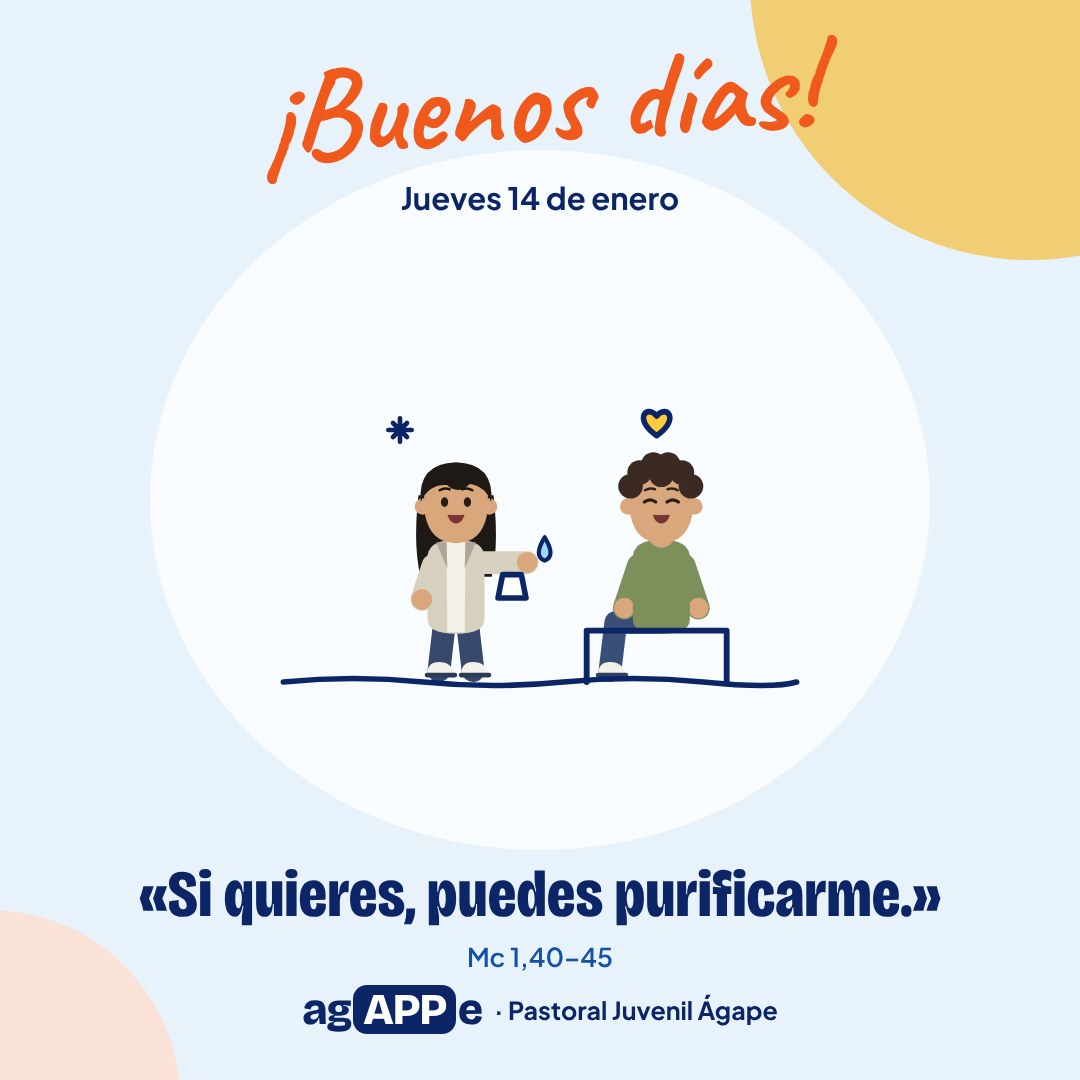 ¡Buenos días!
Jueves 14 de enero
«Si quieres, puedes purificarme.»
Mc 1,40–45
agAPPe · Pastoral Juvenil Ágape